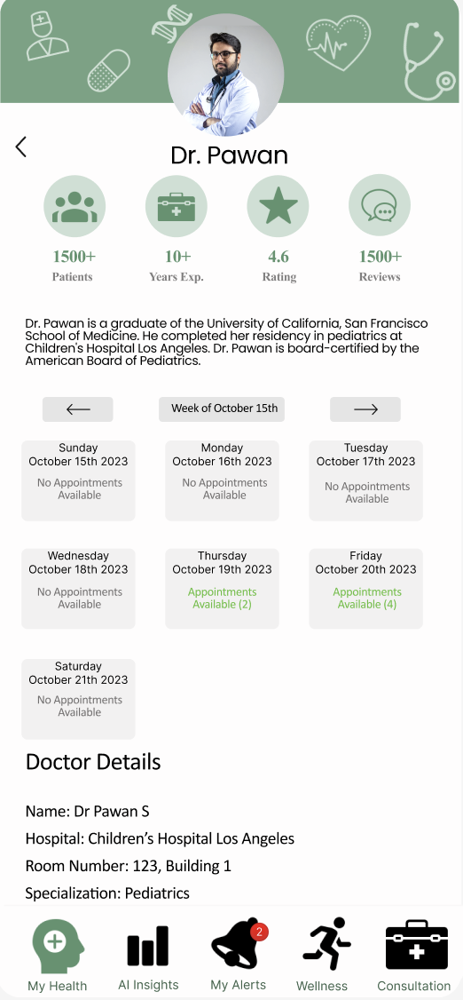 Dr. Pawan
1500+
Patients
10+
Years Exp.
4.6
Rating
1500+
Reviews
Dr. Pawan is a graduate of the University of California, San Francisco
School of Medicine. He completed her residency in pediatrics at
Children's Hospital Los Angeles. Dr. Pawan is board-certified by the
American Board of Pediatrics.
Week of October 15th
Sunday
October 15th 2023
No Appointments
Available
Monday
October 16th 2023
No Appointments
Available
Tuesday
October 17th 2023
No Appointments
Available
Wednesday
October 18th 2023
No Appointments
Available
Thursday
October 19th 2023
Appointments
Available (2)
Friday
October 20th 2023
Appointments
Available (4)
Saturday
October 21th 2023
No Appointments
Available
Doctor Details
Name: Dr Pawan S
Hospital: Children’s Hospital Los Angeles
Room Number: 123, Building 1
Specialization: Pediatrics
2
My Health
AI Insights
My Alerts
Wellness
Consultation